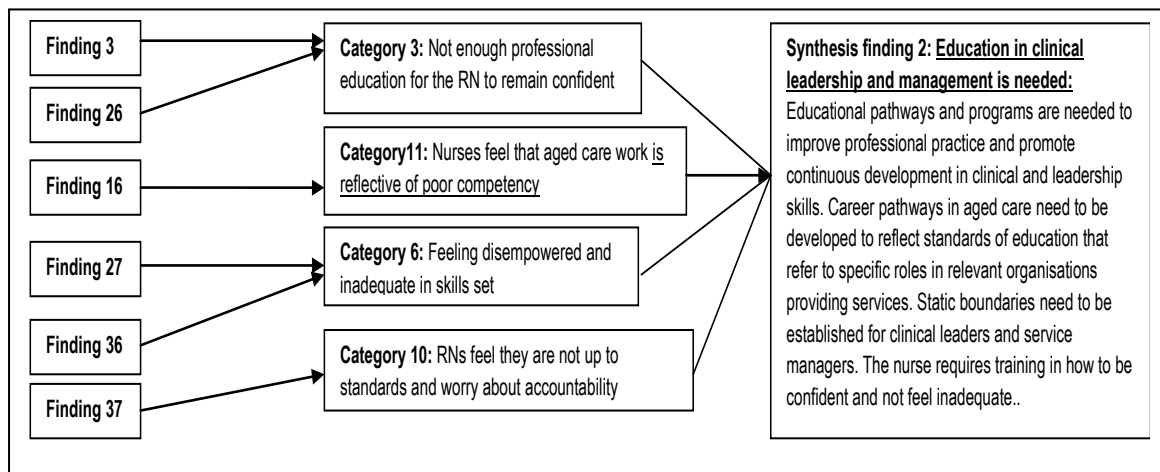 Finding 3
Finding 26
Finding 16
Finding 27
Finding 36
Finding 37
Category 3: Not enough professional
education for the RN to remain confident
Category11: Nurses feel that aged care work is
reflective of poor competency
Category 6: Feeling disempowered and
inadequate in skills set
Category 10: RNs feel they are not up to
standards and worry about accountability
Synthesis finding 2: Education in clinical
leadership and management is needed:
Educational pathways and programs are needed to
improve professional practice and promote
continuous development in clinical and leadership
skills. Career pathways in aged care need to be
developed to reflect standards of education that
refer to specific roles in relevant organisations
providing services. Static boundaries need to be
established for clinical leaders and service
managers. The nurse requires training in how to be
confident and not feel inadequate..